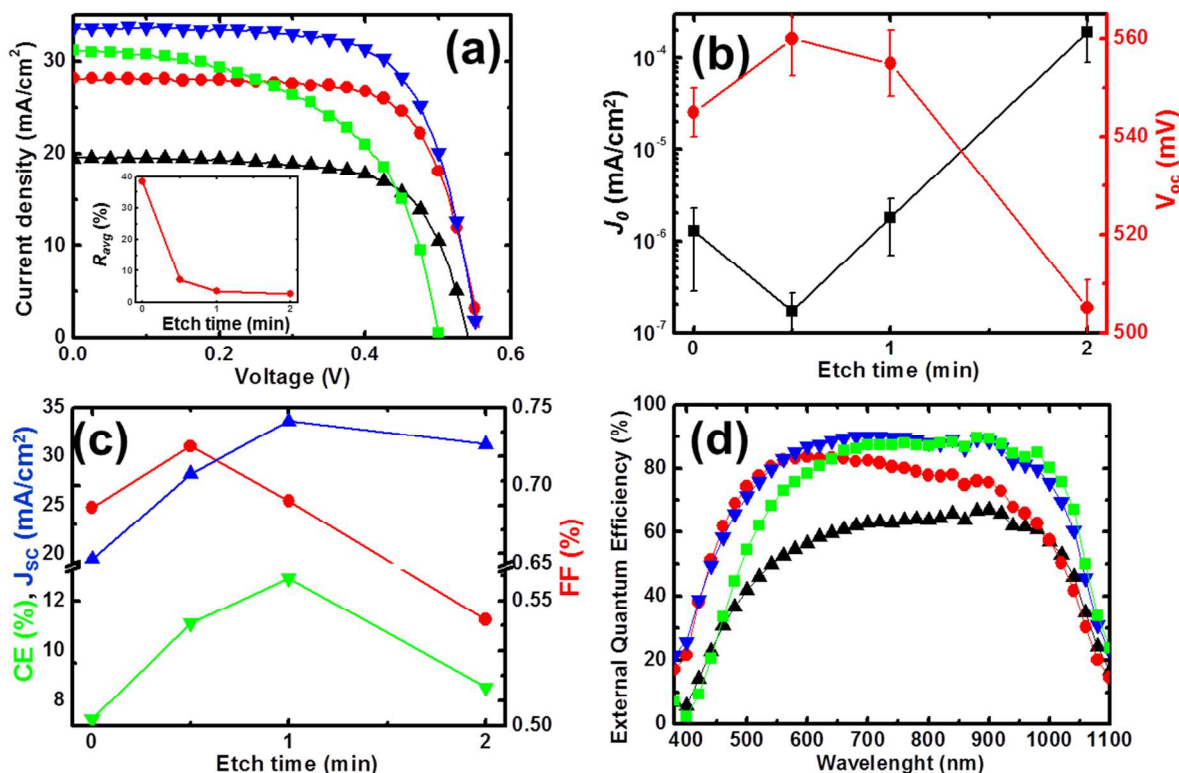 (a)
Current density (mA/cm²)
30
20
10
0
0.0 0.2 0.4 0.6
Voltage (V)
R_avg (%)
40
30
20
10
0
0 1 2
Etch time (min)
(b)
J₀ (mA/cm²)
10⁻⁴
10⁻⁵
10⁻⁶
10⁻⁷
0 1 2
Etch time (min)
560
540
520
500
V_oc (mV)
(c)
CE (%), J_SC (mA/cm²)
35
30
25
20
12
10
8
0 1 2
Etch time (min)
0.75
0.70
0.65
0.55
0.50
FF (%)
(d)
External Quantum Efficiency (%)
100
80
60
40
20
0
400 500 600 700 800 900 1000 1100
Wavelenght (nm)